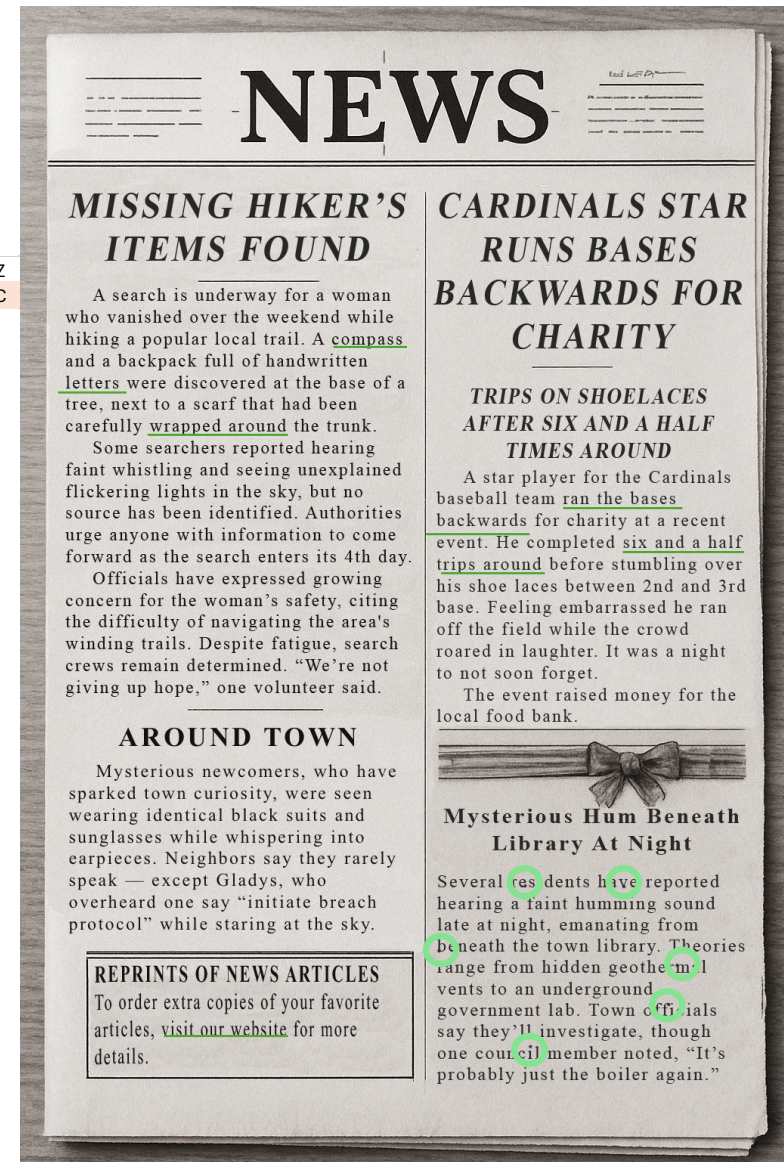 Z
C
NEWS
MISSING HIKER’S
ITEMS FOUND
A search is underway for a woman
who vanished over the weekend while
hiking a popular local trail. A compass
and a backpack full of handwritten
letters were discovered at the base of a
tree, next to a scarf that had been
carefully wrapped around the trunk.
Some searchers reported hearing
faint whistling and seeing unexplained
flickering lights in the sky, but no
source has been identified. Authorities
urge anyone with information to come
forward as the search enters its 4th day.
Officials have expressed growing
concern for the woman’s safety, citing
the difficulty of navigating the area's
winding trails. Despite fatigue, search
crews remain determined. “We’re not
giving up hope,” one volunteer said.
AROUND TOWN
Mysterious newcomers, who have
sparked town curiosity, were seen
wearing identical black suits and
sunglasses while whispering into
earpieces. Neighbors say they rarely
speak — except Gladys, who
overheard one say “initiate breach
protocol” while staring at the sky.
REPRINTS OF NEWS ARTICLES
To order extra copies of your favorite
articles, visit our website for more
details.
CARDINALS STAR
RUNS BASES
BACKWARDS FOR
CHARITY
TRIPS ON SHOELACES
AFTER SIX AND A HALF
TIMES AROUND
A star player for the Cardinals
baseball team ran the bases
backwards for charity at a recent
event. He completed six and a half
trips around before stumbling over
his shoe laces between 2nd and 3rd
base. Feeling embarrassed he ran
off the field while the crowd
roared in laughter. It was a night
to not soon forget.
The event raised money for the
local food bank.
Mysterious Hum Beneath
Library At Night
Several residents have reported
hearing a faint humming sound
late at night, emanating from
beneath the town library. Theories
range from hidden geothermal
vents to an underground
government lab. Town officials
say they’ll investigate, though
one council member noted, “It’s
probably just the boiler again.”